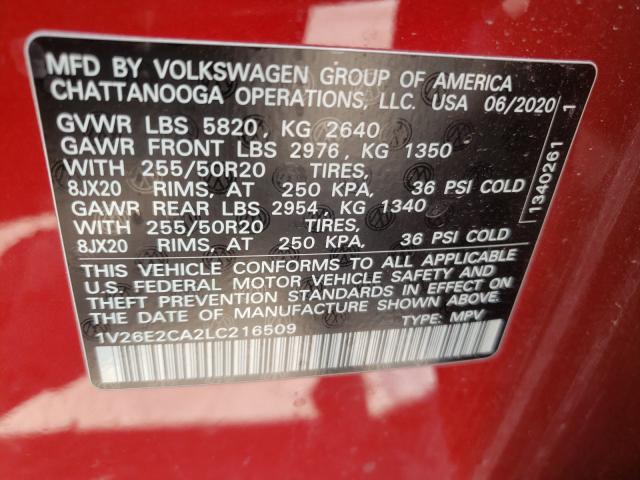 MFD BY VOLKSWAGEN GROUP OF AMERICA
CHATTANOOGA OPERATIONS, LLC. USA 06/2020
GVWR LBS 5820, KG 2640
GAWR FRONT LBS 2976, KG 1350
WITH 255/50R20 TIRES,
8JX20 RIMS, AT 250 KPA, 36 PSI COLD
GAWR REAR LBS 2954, KG 1340
WITH 255/50R20 TIRES,
8JX20 RIMS, AT 250 KPA, 36 PSI COLD
THIS VEHICLE CONFORMS TO ALL APPLICABLE
U.S. FEDERAL MOTOR VEHICLE SAFETY AND
THEFT PREVENTION STANDARDS IN EFFECT ON
THE DATE OF MANUFACTURE SHOWN ABOVE.
1V26E2CA2LC216509 TYPE: MPV
1340261 1